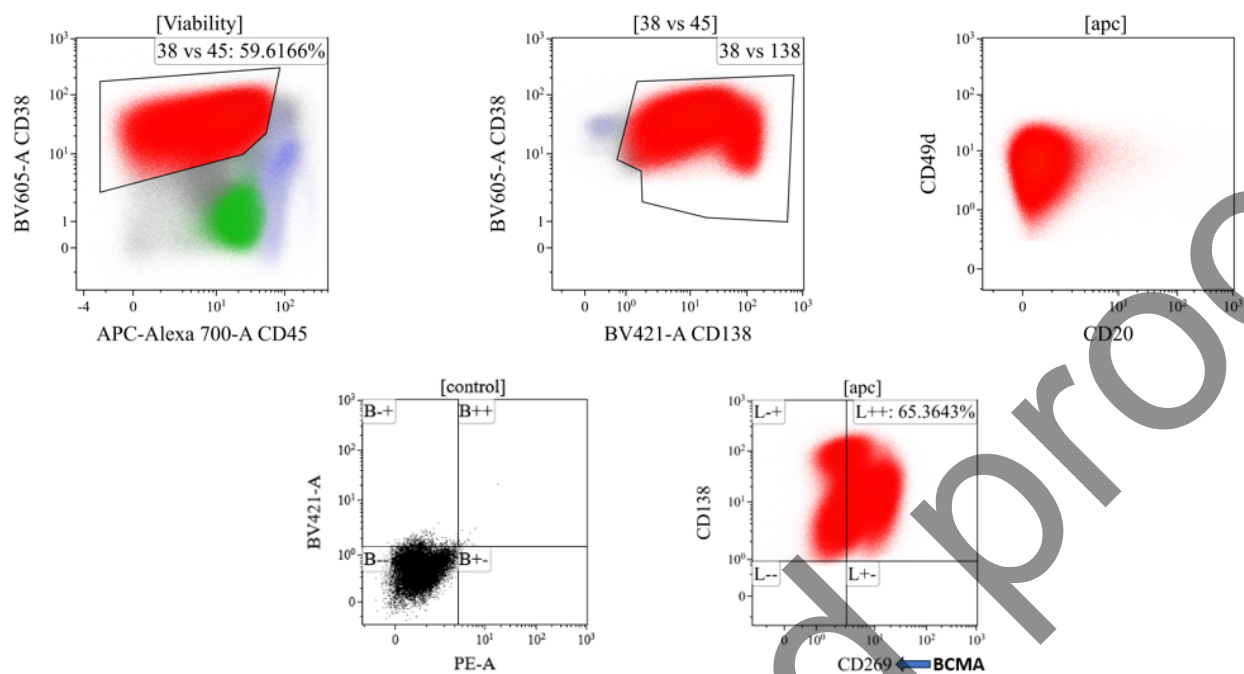 [Viability]
38 vs 45: 59.6166%
BV605-A CD38
10³
10²
10¹
1
0
-4 0 10¹ 10²
APC-Alexa 700-A CD45
[38 vs 45]
38 vs 138
BV605-A CD38
10³
10²
10¹
1
0
0 10⁰ 10¹ 10² 10³
BV421-A CD138
[apc]
CD49d
10³
10²
10¹
10⁰
0
0 10¹ 10² 10³
CD20
[control]
B-+ B++
BV421-A
10³
10²
10¹
10⁰
0
B-- B+-
0 10¹ 10² 10³
PE-A
[apc]
L-+ L++: 65.3643%
CD138
10³
10²
10¹
10⁰
0
L-- L+-
0 10⁰ 10¹ 10² 10³
CD269 BCMA
d proo